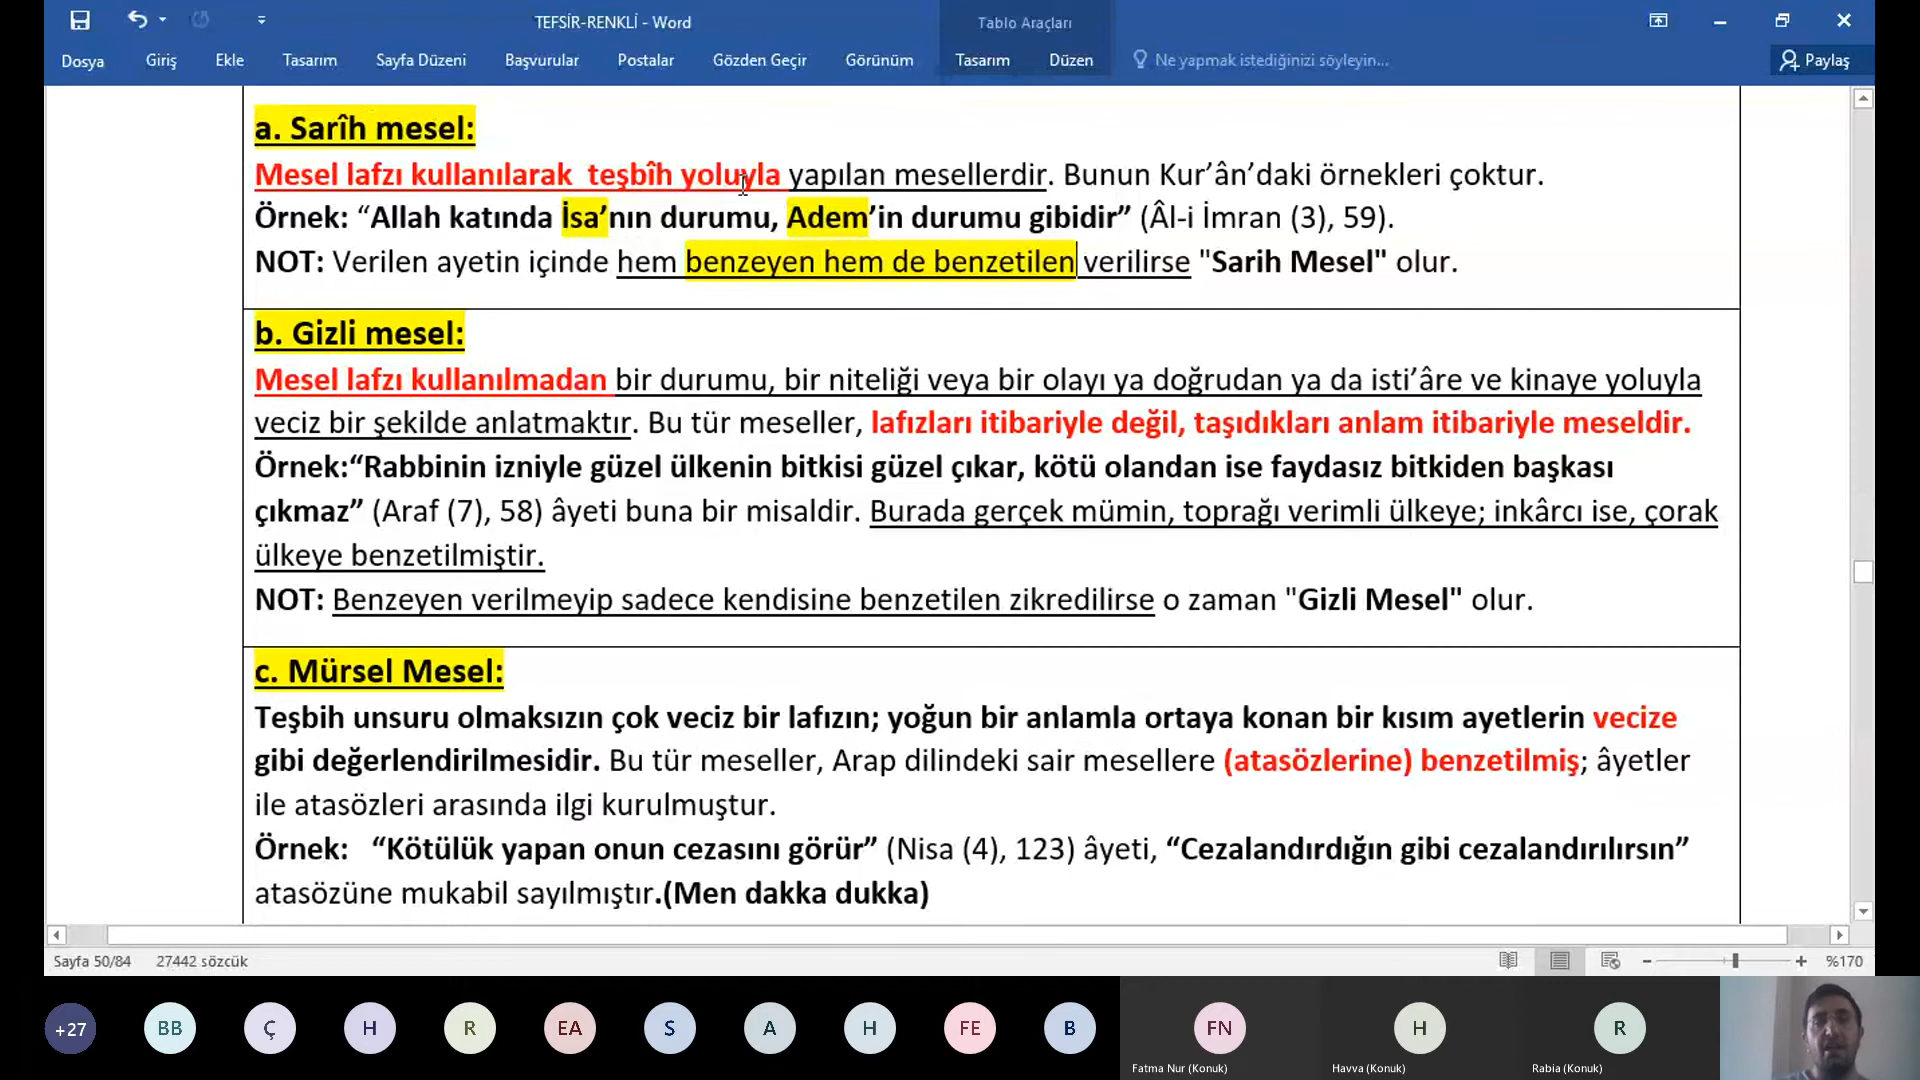 TEFSİR-RENKLİ - Word
Tablo Araçları
Dosya Giriş Ekle Tasarım Sayfa Düzeni Başvurular Postalar Gözden Geçir Görünüm Tasarım Düzen Ne yapmak istediğinizi söyleyin... Paylaş
a. Sarîh mesel:
Mesel lafzı kullanılarak teşbîh yoluyla yapılan mesellerdir. Bunun Kur’ân’daki örnekleri çoktur.
Örnek: “Allah katında İsa’nın durumu, Adem’in durumu gibidir” (Âl-i İmran (3), 59).
NOT: Verilen ayetin içinde hem benzeyen hem de benzetilen verilirse "Sarih Mesel" olur.
b. Gizli mesel:
Mesel lafzı kullanılmadan bir durumu, bir niteliği veya bir olayı ya doğrudan ya da isti’âre ve kinaye yoluyla
veciz bir şekilde anlatmaktır. Bu tür meseller, lafızları itibariyle değil, taşıdıkları anlam itibariyle meseldir.
Örnek:“Rabbinin izniyle güzel ülkenin bitkisi güzel çıkar, kötü olandan ise faydasız bitkiden başkası
çıkmaz” (Araf (7), 58) âyeti buna bir misaldir. Burada gerçek mümin, toprağı verimli ülkeye; inkârcı ise, çorak
ülkeye benzetilmiştir.
NOT: Benzeyen verilmeyip sadece kendisine benzetilen zikredilirse o zaman "Gizli Mesel" olur.
c. Mürsel Mesel:
Teşbih unsuru olmaksızın çok veciz bir lafızın; yoğun bir anlamla ortaya konan bir kısım ayetlerin vecize
gibi değerlendirilmesidir. Bu tür meseller, Arap dilindeki sair mesellere (atasözlerine) benzetilmiş; âyetler
ile atasözleri arasında ilgi kurulmuştur.
Örnek: “Kötülük yapan onun cezasını görür” (Nisa (4), 123) âyeti, “Cezalandırdığın gibi cezalandırılırsın”
atasözüne mukabil sayılmıştır.(Men dakka dukka)
Sayfa 50/84 27442 sözcük %170
+27 BB Ç H R EA S A H FE B FN H R
Fatma Nur (Konuk) Havva (Konuk) Rabia (Konuk)